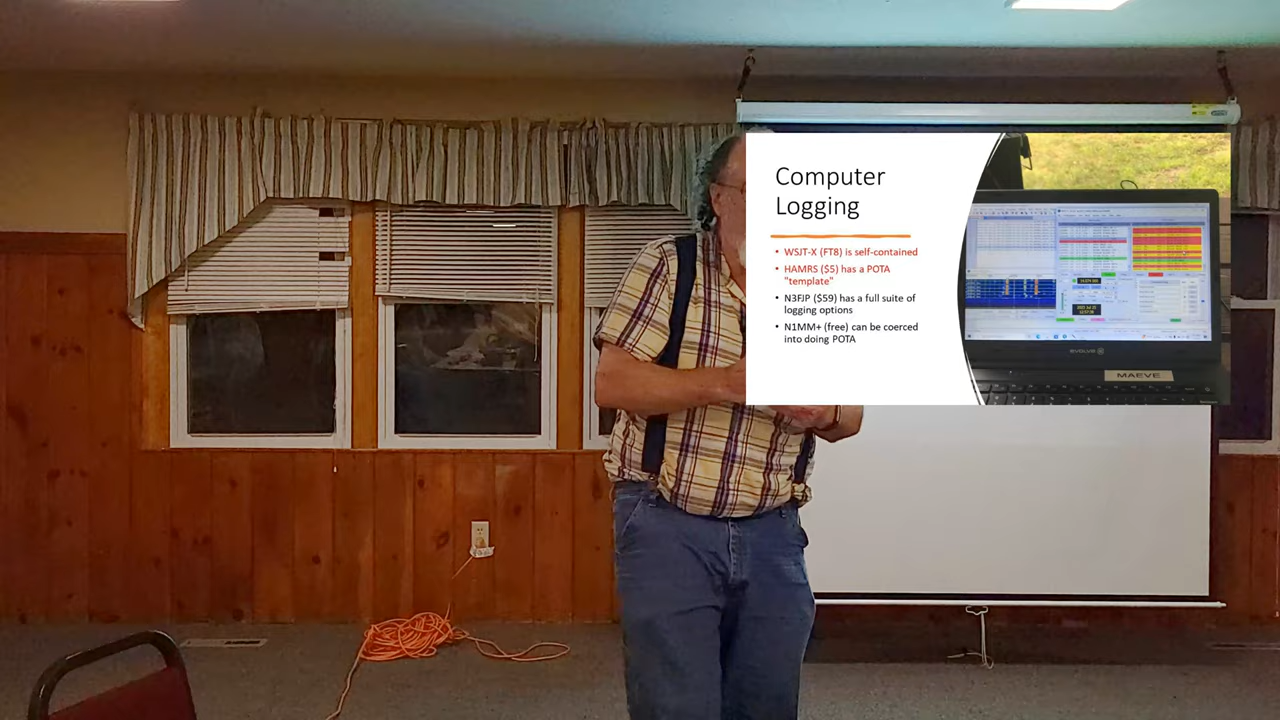 Computer
Logging
• WSJT-X (FT8) is self-contained
• HAMRS ($5) has a POTA
"template"
• N3FJP ($59) has a full suite of
logging options
• N1MM+ (free) can be coerced
into doing POTA
EVOLVE
MAEVE